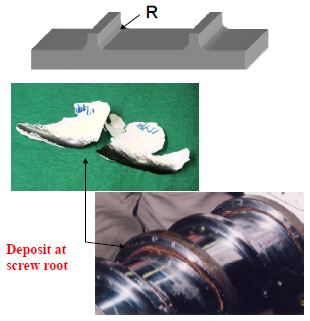 R
Deposit at
screw root